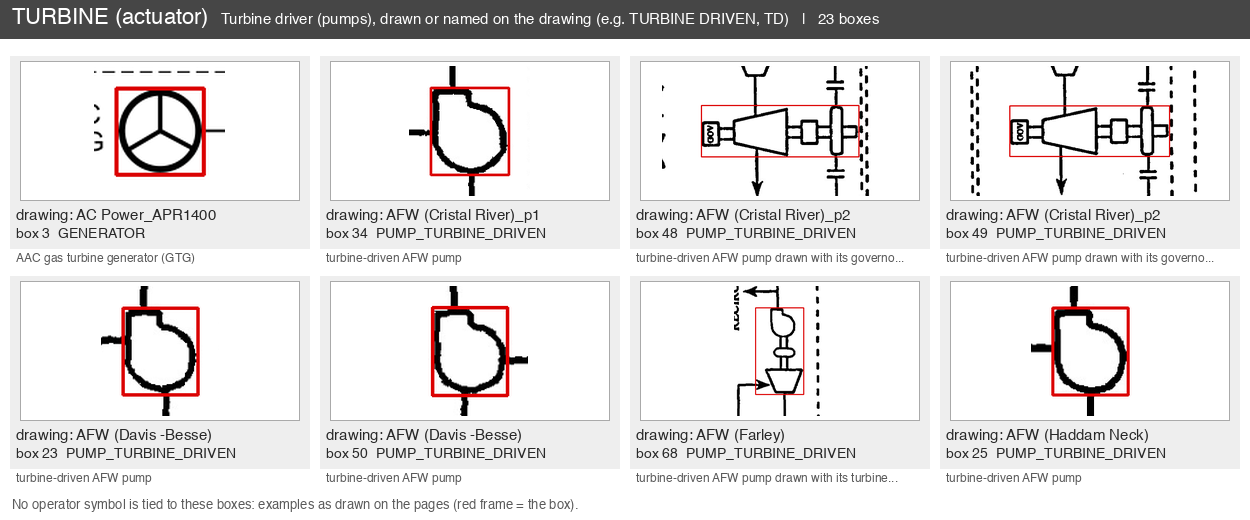 TURBINE (actuator) Turbine driver (pumps), drawn or named on the drawing (e.g. TURBINE DRIVEN, TD) | 23 boxes
drawing: AC Power_APR1400
box 3 GENERATOR
AAC gas turbine generator (GTG)
drawing: AFW (Cristal River)_p1
box 34 PUMP_TURBINE_DRIVEN
turbine-driven AFW pump
AOD
drawing: AFW (Cristal River)_p2
box 48 PUMP_TURBINE_DRIVEN
turbine-driven AFW pump drawn with its governo...
AOD
drawing: AFW (Cristal River)_p2
box 49 PUMP_TURBINE_DRIVEN
turbine-driven AFW pump drawn with its governo...
drawing: AFW (Davis -Besse)
box 23 PUMP_TURBINE_DRIVEN
turbine-driven AFW pump
drawing: AFW (Davis -Besse)
box 50 PUMP_TURBINE_DRIVEN
turbine-driven AFW pump
drawing: AFW (Farley)
box 68 PUMP_TURBINE_DRIVEN
turbine-driven AFW pump drawn with its turbine...
drawing: AFW (Haddam Neck)
box 25 PUMP_TURBINE_DRIVEN
turbine-driven AFW pump
No operator symbol is tied to these boxes: examples as drawn on the pages (red frame = the box).